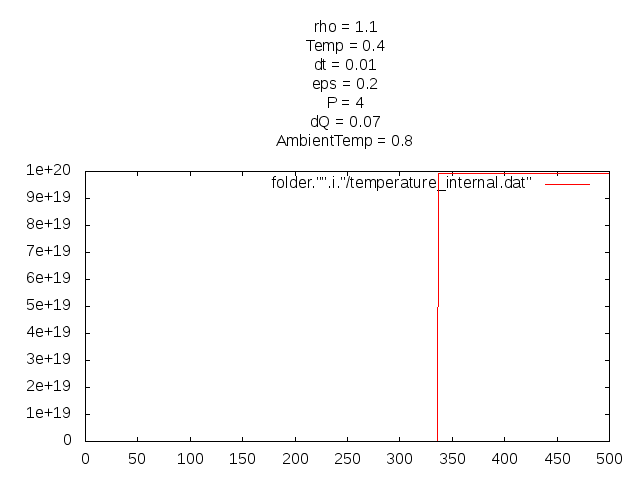 rho = 1.1
Temp = 0.4
dt = 0.01
eps = 0.2
P = 4
dQ = 0.07
AmbientTemp = 0.8
1e+20
folder."".i."/temperature_internal.dat"
9e+19
8e+19
7e+19
6e+19
5e+19
4e+19
3e+19
2e+19
1e+19
0
0 50 100 150 200 250 300 350 400 450 500